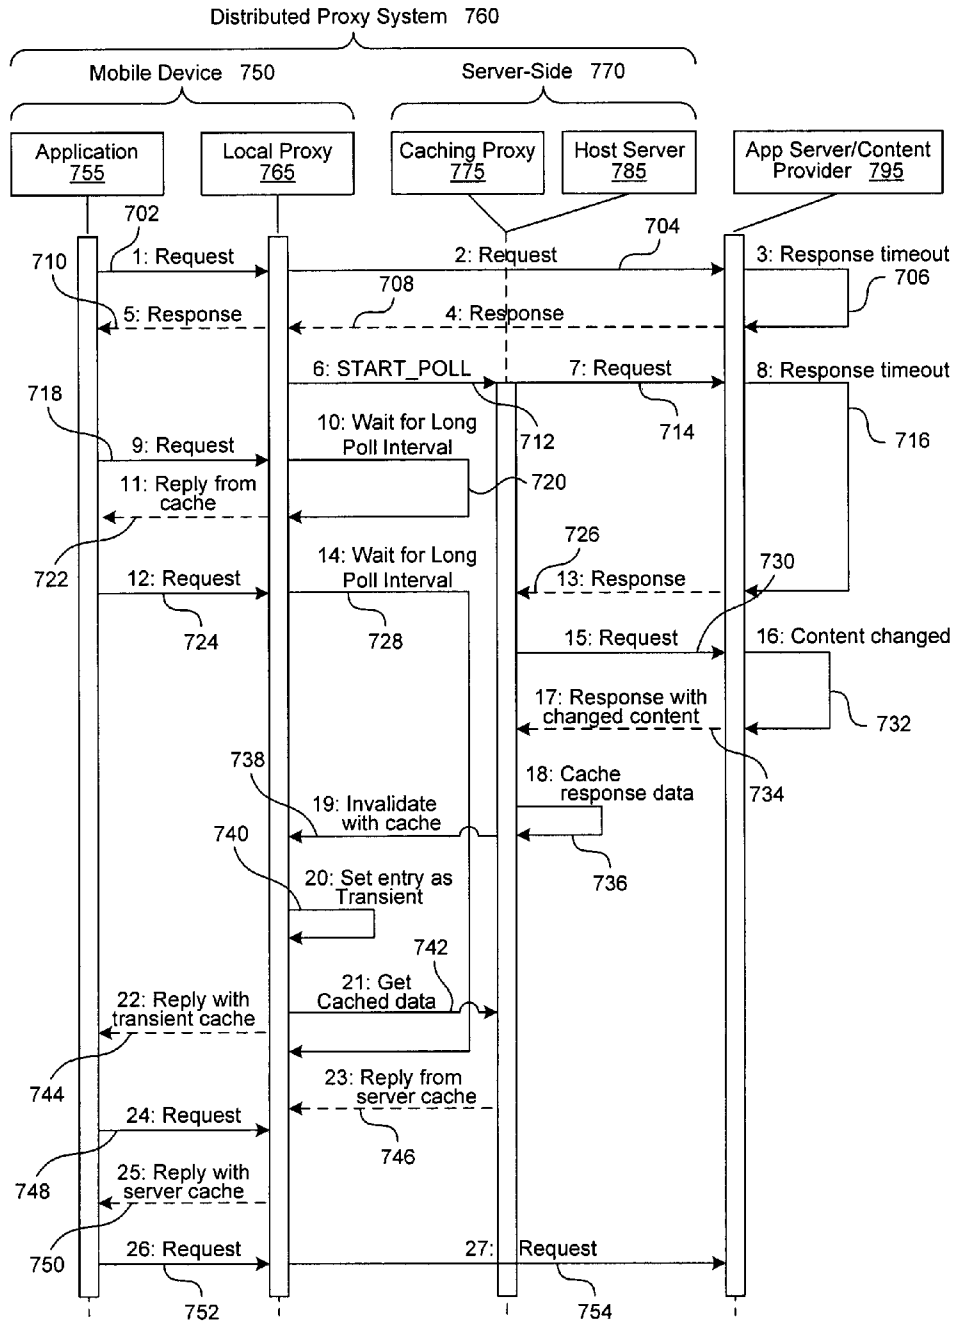 Distributed Proxy System 760
Mobile Device 750
Server-Side 770
Application
755
Local Proxy
765
Caching Proxy
775
Host Server
785
App Server/Content
Provider 795
702
1: Request
2: Request
704
3: Response timeout
706
710
5: Response
708
4: Response
6: START_POLL
712
7: Request
714
8: Response timeout
716
718
9: Request
10: Wait for Long
Poll Interval
720
11: Reply from
cache
722
12: Request
724
14: Wait for Long
Poll Interval
728
726
13: Response
730
15: Request
16: Content changed
732
17: Response with
changed content
734
18: Cache
response data
736
738
19: Invalidate
with cache
740
20: Set entry as
Transient
742
21: Get
Cached data
22: Reply with
transient cache
744
23: Reply from
server cache
746
24: Request
748
25: Reply with
server cache
750
26: Request
752
27: Request
754